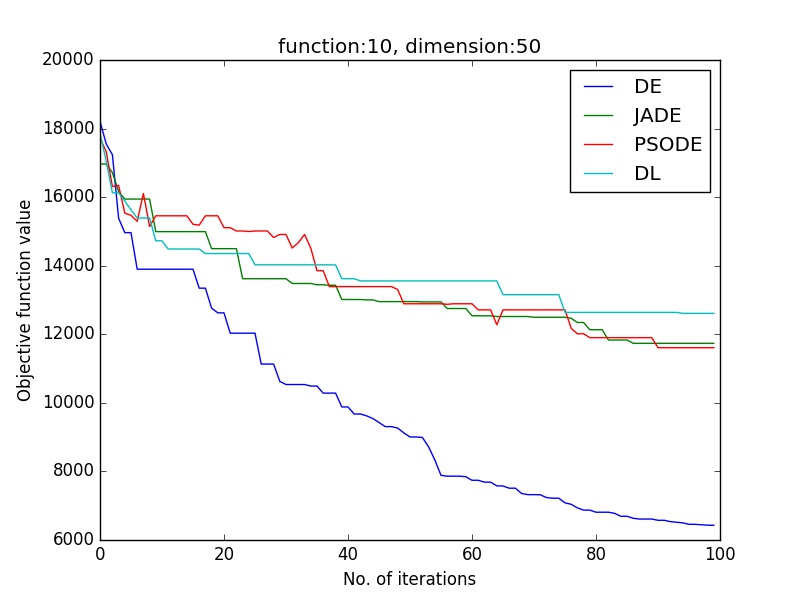 function:10, dimension:50
20000
18000
16000
14000
12000
10000
8000
6000
Objective function value
0
20
40
60
80
100
No. of iterations
DE
JADE
PSODE
DL